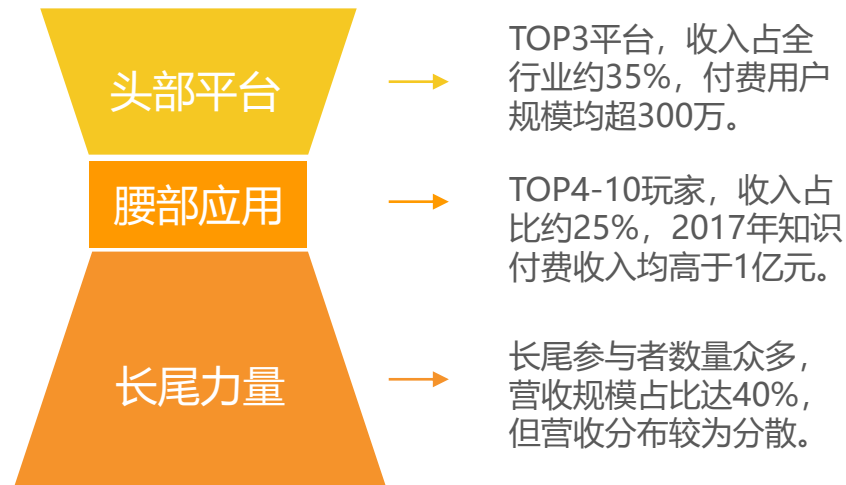 头部平台
TOP3平台，收入占全
行业约35%，付费用户
规模均超300万。
腰部应用
TOP4-10玩家，收入占
比约25%，2017年知识
付费收入均高于1亿元。
长尾力量
长尾参与者数量众多，
营收规模占比达40%，
但营收分布较为分散。